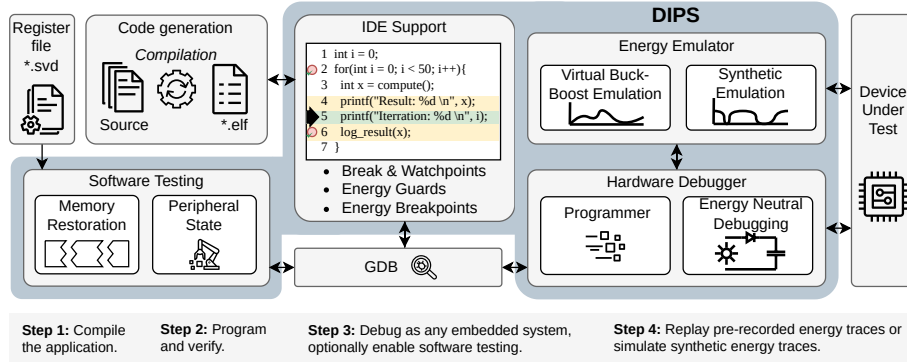 Register
file
*.svd
Code generation
Compilation
Source
*.elf
IDE Support
1 int i = 0;
2 for(int i = 0; i < 50; i++){
3 int x = compute();
4 printf("Result: %d \n", x);
5 printf("Iterration: %d \n", i);
6 log_result(x);
7 }
• Break & Watchpoints
• Energy Guards
• Energy Breakpoints
DIPS
Energy Emulator
Virtual Buck-
Boost Emulation
Synthetic
Emulation
Device
Under
Test
Software Testing
Memory
Restoration
Peripheral
State
GDB
Hardware Debugger
Programmer
Energy Neutral
Debugging
Step 1: Compile
the application.
Step 2: Program
and verify.
Step 3: Debug as any embedded system,
optionally enable software testing.
Step 4: Replay pre-recorded energy traces or
simulate synthetic energy traces.